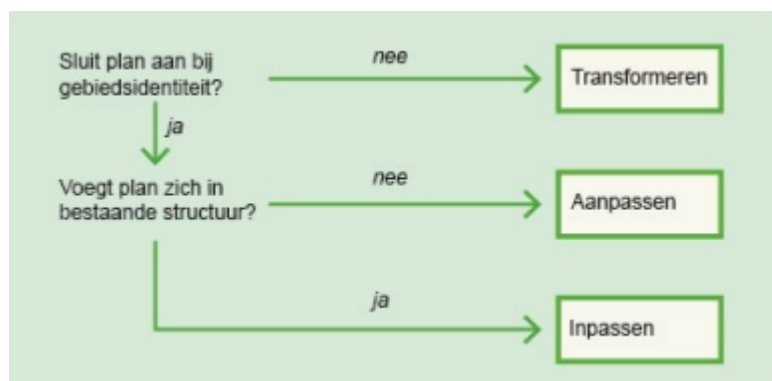 Sluit plan aan bij
gebiedsidentiteit?
nee
Transformeren
ja
Voegt plan zich in
bestaande structuur?
nee
Aanpassen
ja
Inpassen